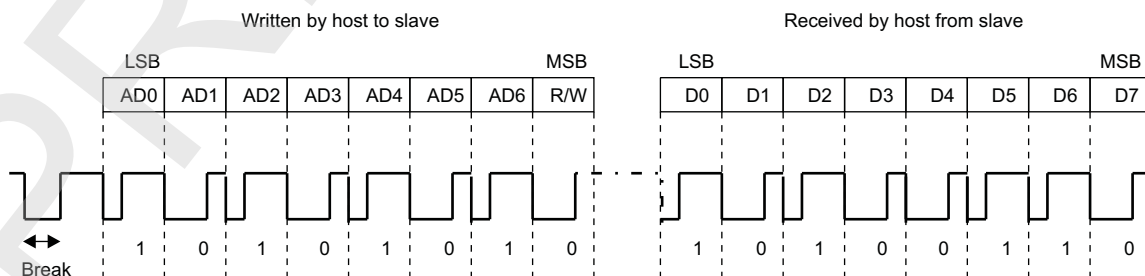 Written by host to slave Received by host from slave
LSB MSB LSB MSB
AD0 AD1 AD2 AD3 AD4 AD5 AD6 R/W D0 D1 D2 D3 D4 D5 D6 D7
1 0 1 0 1 0 1 0 1 0 1 0 0 1 1 0
Break